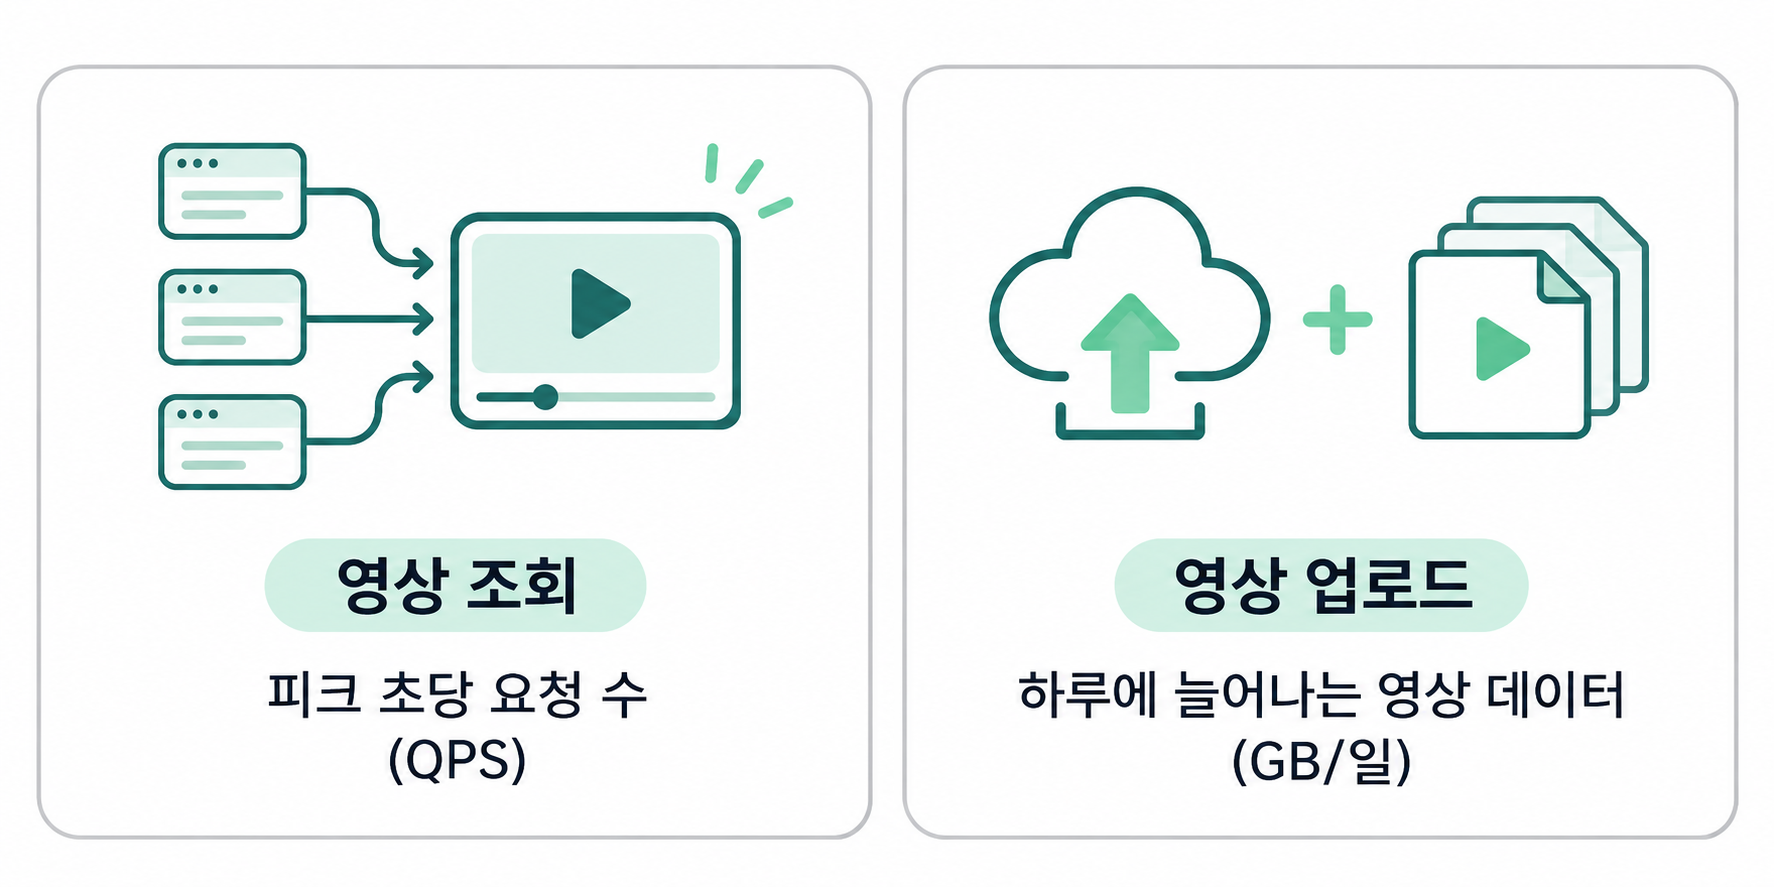 영상 조회
피크 초당 요청 수
(QPS)
영상 업로드
하루에 늘어나는 영상 데이터
(GB/일)